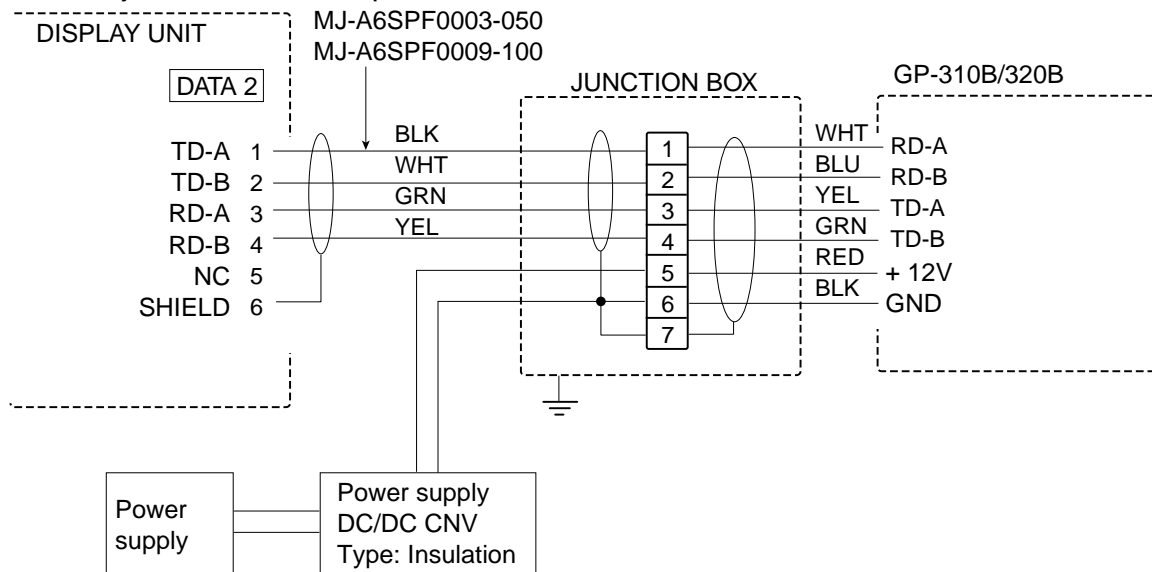 MJ-A6SPF0003-050
MJ-A6SPF0009-100
DISPLAY UNIT
DATA 2
JUNCTION BOX
GP-310B/320B
TD-A 1 BLK 1 WHT RD-A
TD-B 2 WHT 2 BLU RD-B
RD-A 3 GRN 3 YEL TD-A
RD-B 4 YEL 4 GRN TD-B
NC 5 5 RED + 12V
SHIELD 6 6 BLK GND
7
Power
supply
Power supply
DC/DC CNV
Type: Insulation